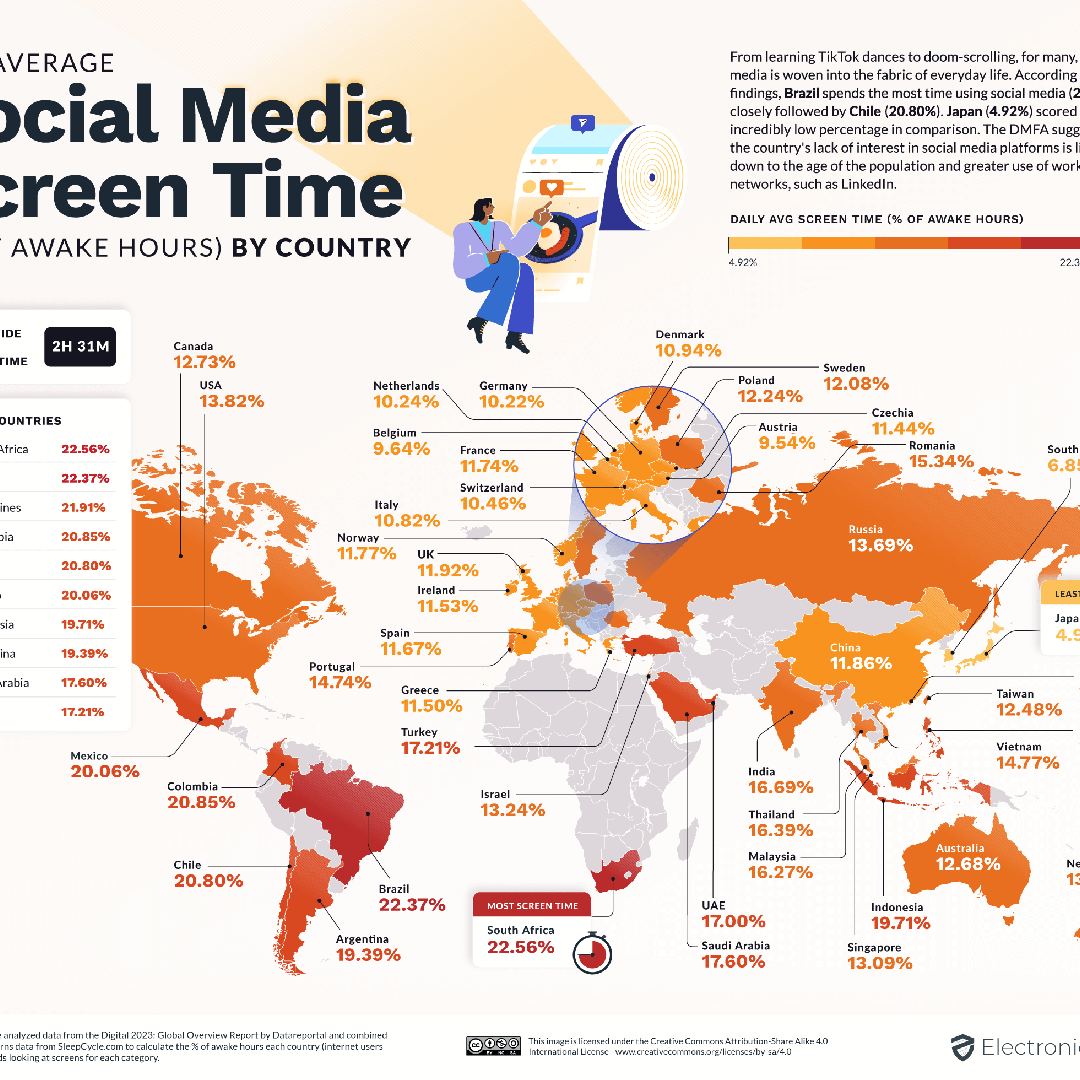 AVERAGE
ocial Media
creen Time
AWAKE HOURS) BY COUNTRY
From learning TikTok dances to doom-scrolling, for many,
media is woven into the fabric of everyday life. According
findings, Brazil spends the most time using social media (2
closely followed by Chile (20.80%). Japan (4.92%) scored
incredibly low percentage in comparison. The DMFA sugg
the country's lack of interest in social media platforms is li
down to the age of the population and greater use of work
networks, such as LinkedIn.
DAILY AVG SCREEN TIME (% OF AWAKE HOURS)
4.92%
22.3
IDE
TIME
2H 31M
OUNTRIES
Africa 22.56%
22.37%
ines 21.91%
bia 20.85%
20.80%
20.06%
sia 19.71%
ina 19.39%
Arabia 17.60%
17.21%
Canada
12.73%
USA
13.82%
Netherlands
10.24%
Germany
10.22%
Denmark
10.94%
Sweden
12.08%
Poland
12.24%
Belgium
9.64%
France
11.74%
Austria
9.54%
Czechia
11.44%
Romania
15.34%
South
6.85
Switzerland
10.46%
Italy
10.82%
Norway
11.77%
UK
11.92%
Ireland
11.53%
Spain
11.67%
Portugal
14.74%
Greece
11.50%
Turkey
17.21%
Israel
13.24%
Russia
13.69%
China
11.86%
LEAST
Japa
4.9
Taiwan
12.48%
Vietnam
14.77%
India
16.69%
Thailand
16.39%
Malaysia
16.27%
Australia
12.68%
Ne
13
Mexico
20.06%
Colombia
20.85%
Chile
20.80%
Brazil
22.37%
Argentina
19.39%
MOST SCREEN TIME
South Africa
22.56%
UAE
17.00%
Saudi Arabia
17.60%
Indonesia
19.71%
Singapore
13.09%
e analyzed data from the Digital 2023: Global Overview Report by Datareportal and combined
rns data from SleepCycle.com to calculate the % of awake hours each country (internet users
ds looking at screens for each category.
This image is licensed under the Creative Commons Attribution-Share Alike 4.0
International License www.creativecommons.org/licenses/by-sa/4.0
Electroni